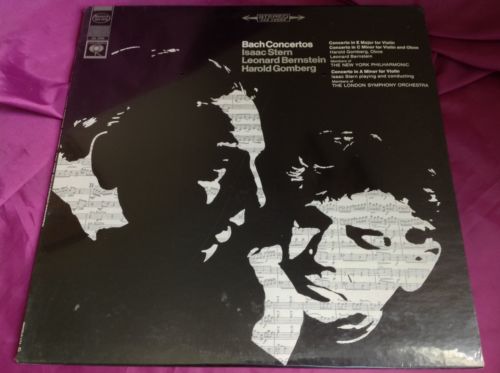 STEREO
Bach Concertos
Isaac Stern
Leonard Bernstein
Harold Gomberg
Concerto in E Major for Violin
Concerto in C Minor for Violin and Oboe
Harold Gomberg, Oboe
Leonard Bernstein
Members of
THE NEW YORK PHILHARMONIC
Concerto in A Minor for Violin
Isaac Stern playing and conducting
Members of
THE LONDON SYMPHONY ORCHESTRA